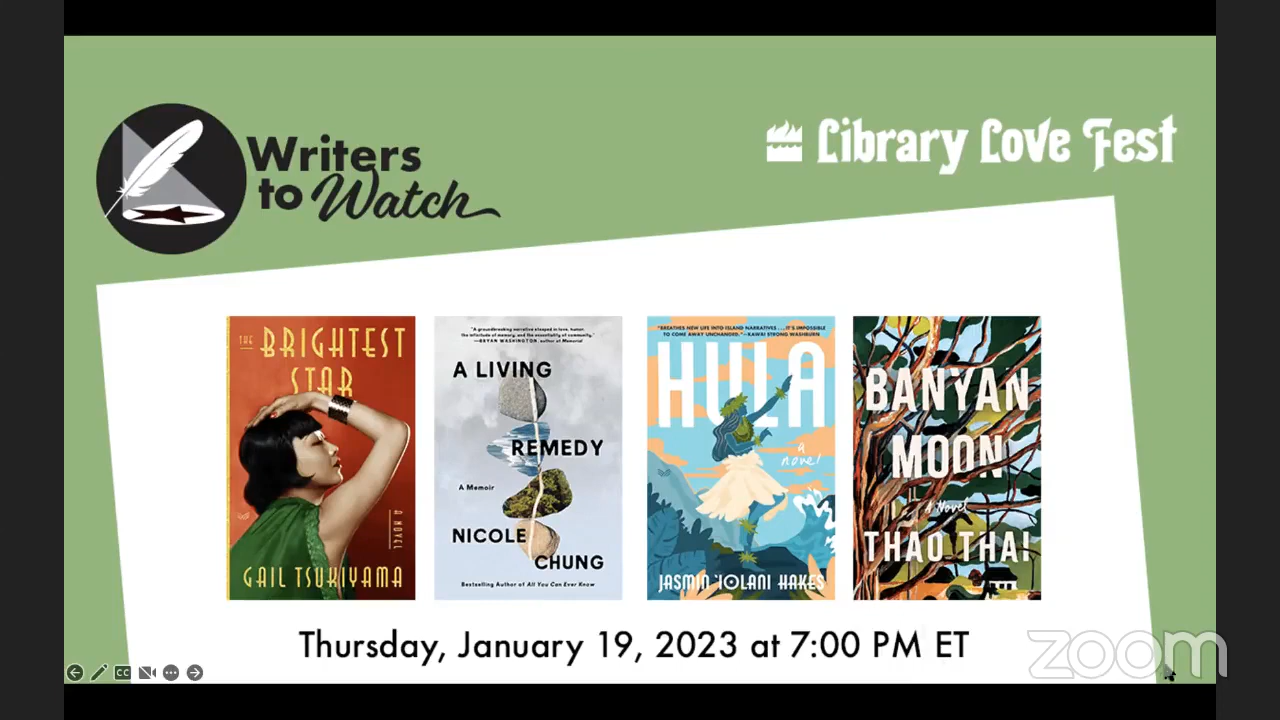 Writers
to Watch
Library Love Fest
THE
BRIGHTEST
STAR
A NOVEL
GAIL TSUKIYAMA
"A groundbreaking narrative steeped in love, humor,
the infinitude of memory, and the essentiality of community."
—BRYAN WASHINGTON, author of Memorial
A LIVING
REMEDY
A Memoir
NICOLE
CHUNG
Bestselling Author of All You Can Ever Know
"BREATHES NEW LIFE INTO ISLAND NARRATIVES . . . IT'S IMPOSSIBLE
TO COME AWAY UNCHANGED." —KAWAI STRONG WASHBURN
HULA
a
novel
JASMIN 'IOLANI HAKES
BANYAN
MOON
A Novel
THAO THAI
Thursday, January 19, 2023 at 7:00 PM ET
zoom
CC